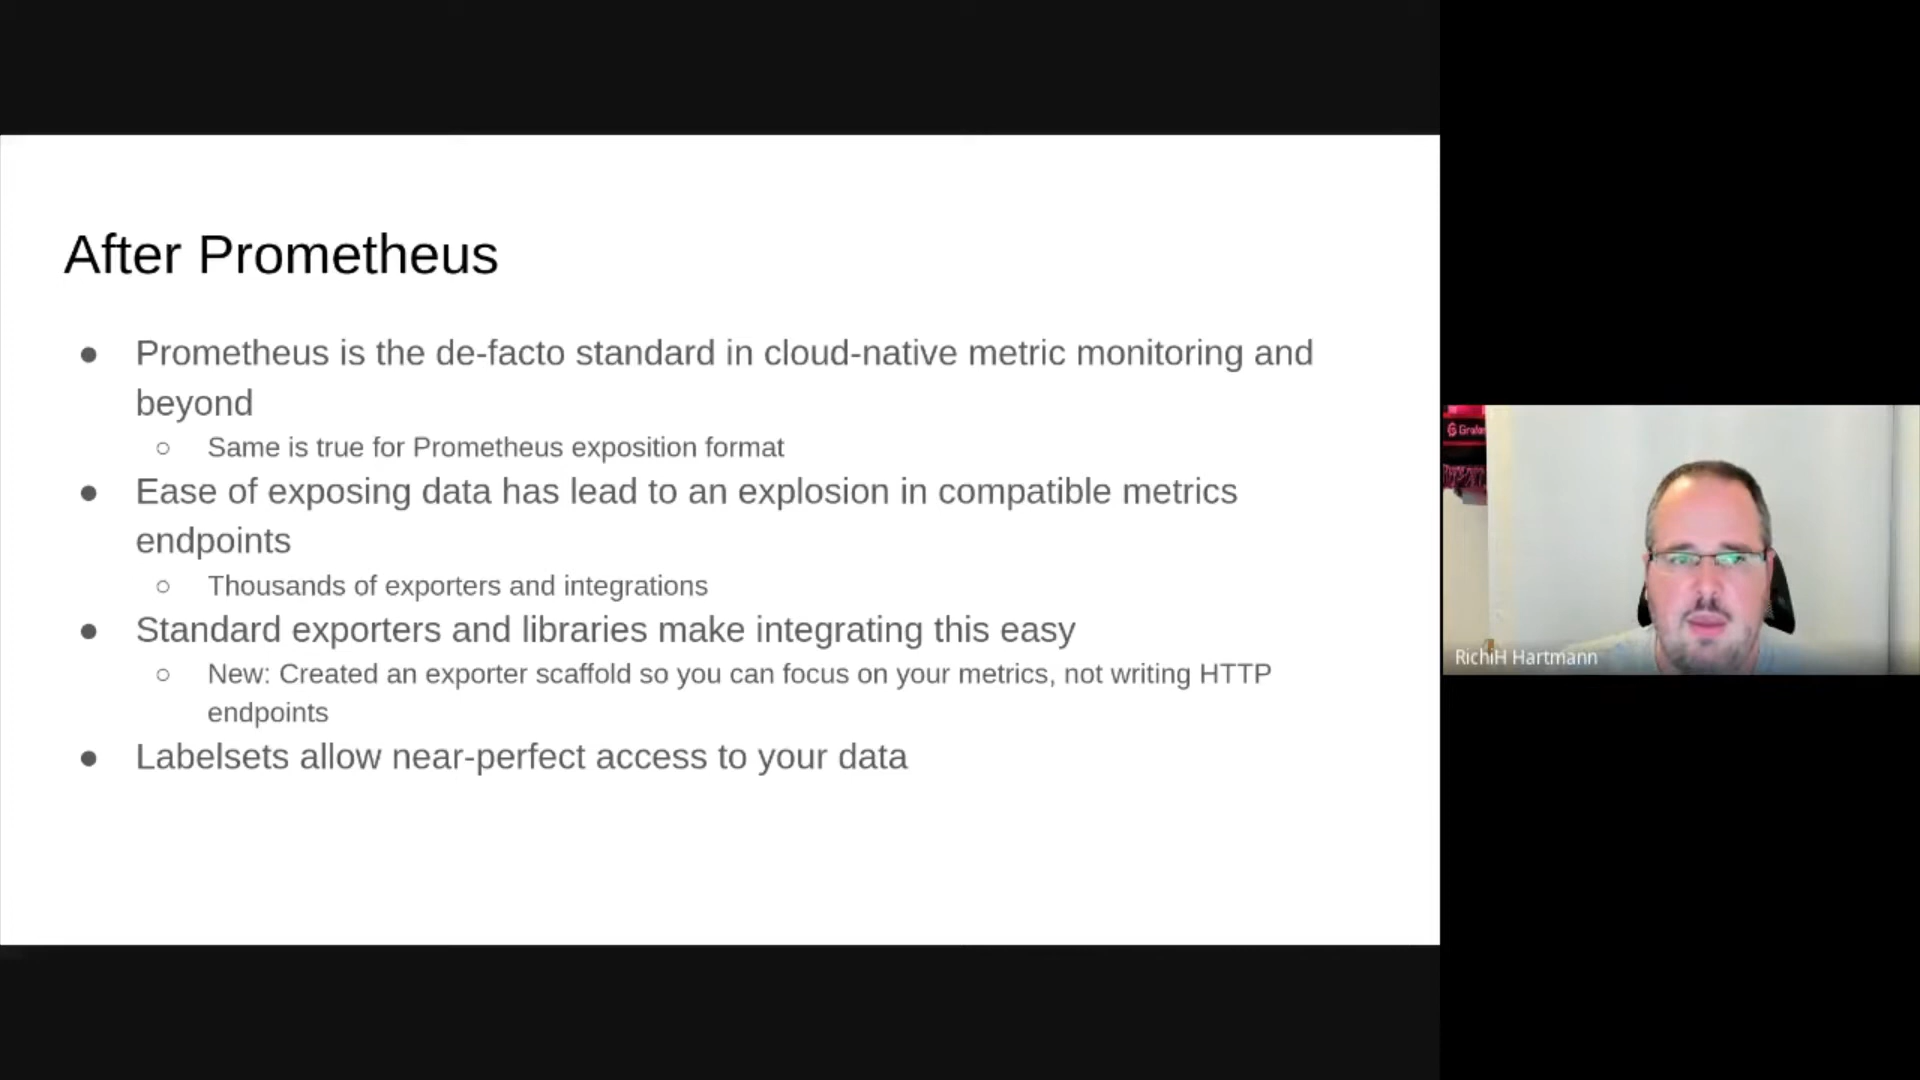 After Prometheus
● Prometheus is the de-facto standard in cloud-native metric monitoring and
beyond
○ Same is true for Prometheus exposition format
● Ease of exposing data has lead to an explosion in compatible metrics
endpoints
○ Thousands of exporters and integrations
● Standard exporters and libraries make integrating this easy
○ New: Created an exporter scaffold so you can focus on your metrics, not writing HTTP
endpoints
● Labelsets allow near-perfect access to your data
RichiH Hartmann